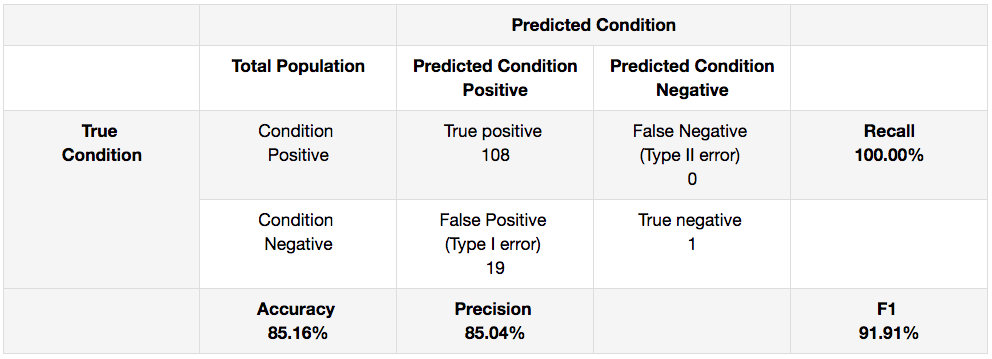 Predicted Condition
Total Population
Predicted Condition
Positive
Predicted Condition
Negative
True
Condition
Condition
Positive
True positive
108
False Negative
(Type II error)
0
Recall
100.00%
Condition
Negative
False Positive
(Type I error)
19
True negative
1
Accuracy
85.16%
Precision
85.04%
F1
91.91%